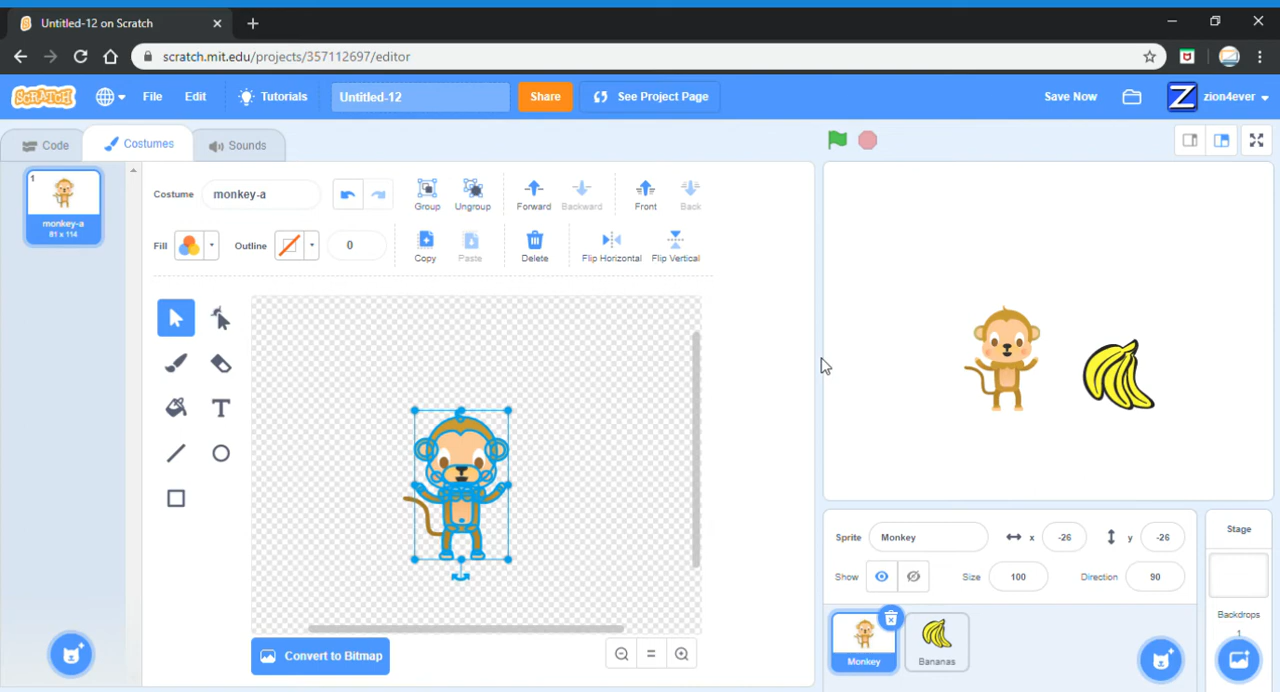 Untitled-12 on Scratch
scratch.mit.edu/projects/357112697/editor
SCRATCH File Edit Tutorials Untitled-12 Share See Project Page Save Now Z zion4ever
Code Costumes Sounds
1
monkey-a
81 x 114
Costume monkey-a Group Ungroup Forward Backward Front Back
Fill Outline 0 Copy Paste Delete Flip Horizontal Flip Vertical
T
Convert to Bitmap
Sprite Monkey x -26 y -26
Show Size 100 Direction 90
Monkey
Bananas
Stage
Backdrops
1